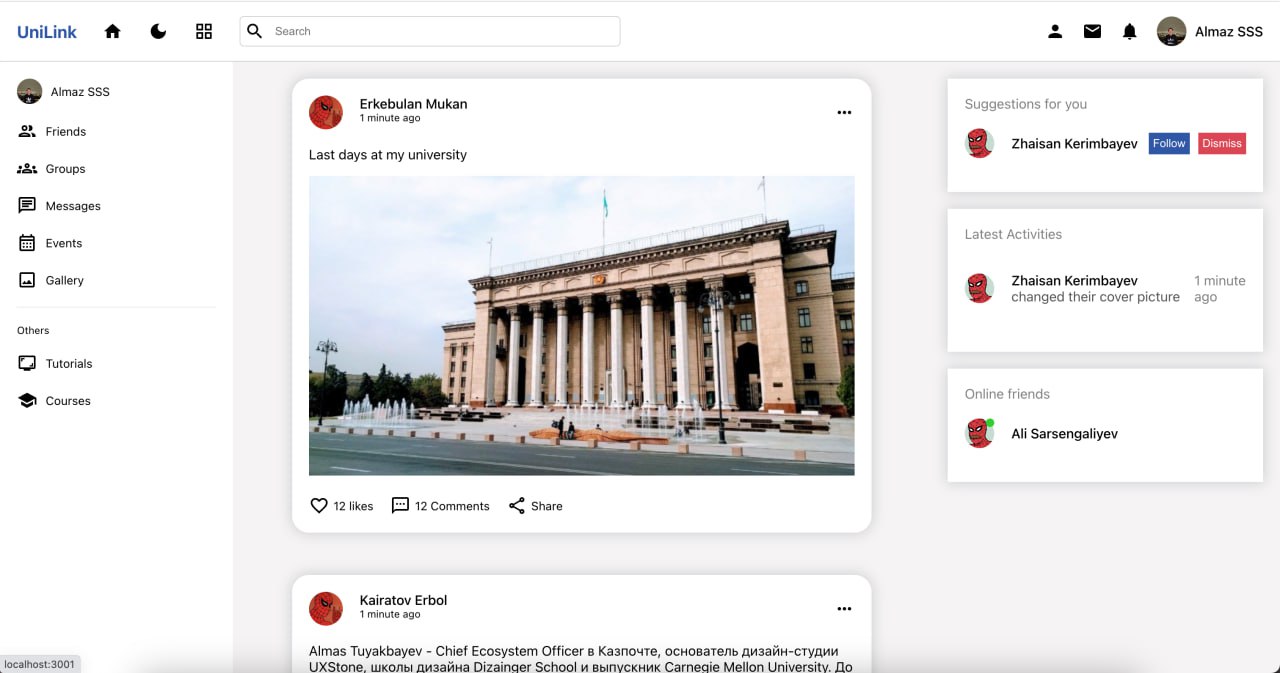 UniLink
Search
Almaz SSS
Almaz SSS
Friends
Groups
Messages
Events
Gallery
Others
Tutorials
Courses
Erkebulan Mukan
1 minute ago
Last days at my university
12 likes
12 Comments
Share
Kairatov Erbol
1 minute ago
Almas Tuyakbayev - Chief Ecosystem Officer в Казпочте, основатель дизайн-студии
UXStone, школы дизайна Dizainger School и выпускник Carnegie Mellon University. До
Suggestions for you
Zhaisan Kerimbayev
Follow
Dismiss
Latest Activities
Zhaisan Kerimbayev
changed their cover picture
1 minute
ago
Online friends
Ali Sarsengaliyev
localhost:3001